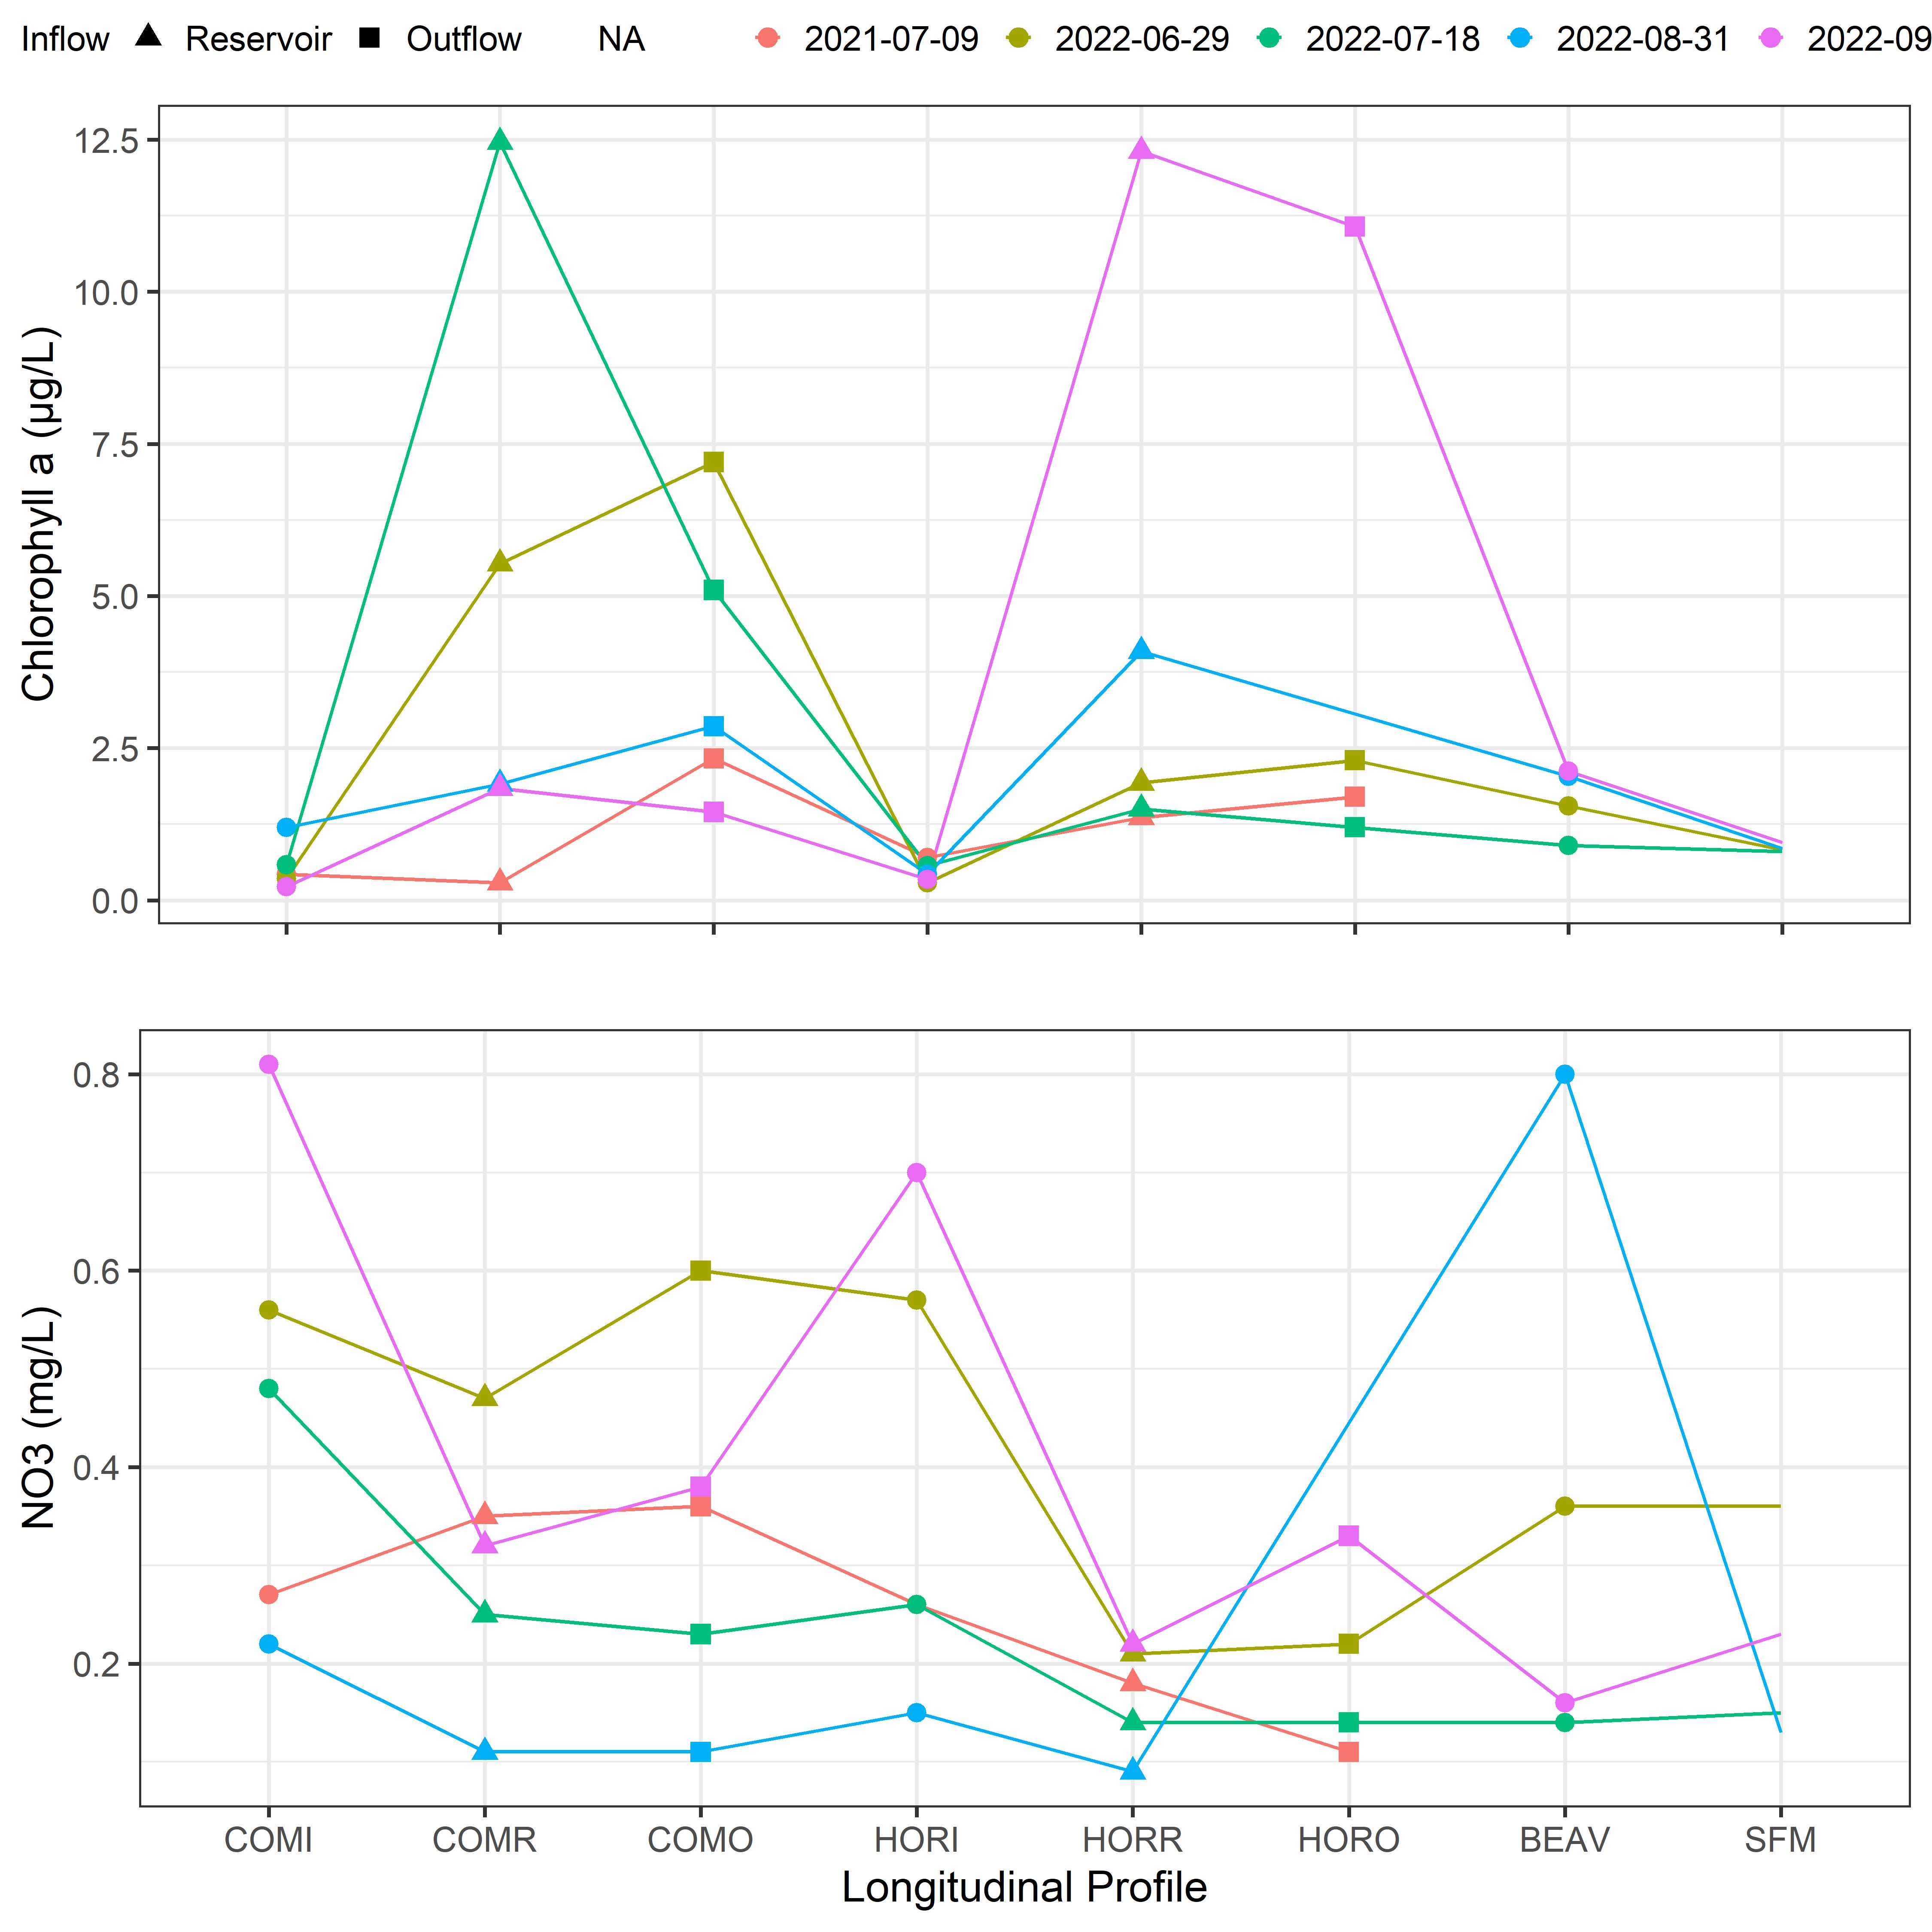 Inflow Reservoir Outflow NA 2021-07-09 2022-06-29 2022-07-18 2022-08-31 2022-09
Chlorophyll a (µg/L)
12.5
10.0
7.5
5.0
2.5
0.0
NO3 (mg/L)
0.8
0.6
0.4
0.2
COMI COMR COMO HORI HORR HORO BEAV SFM
Longitudinal Profile